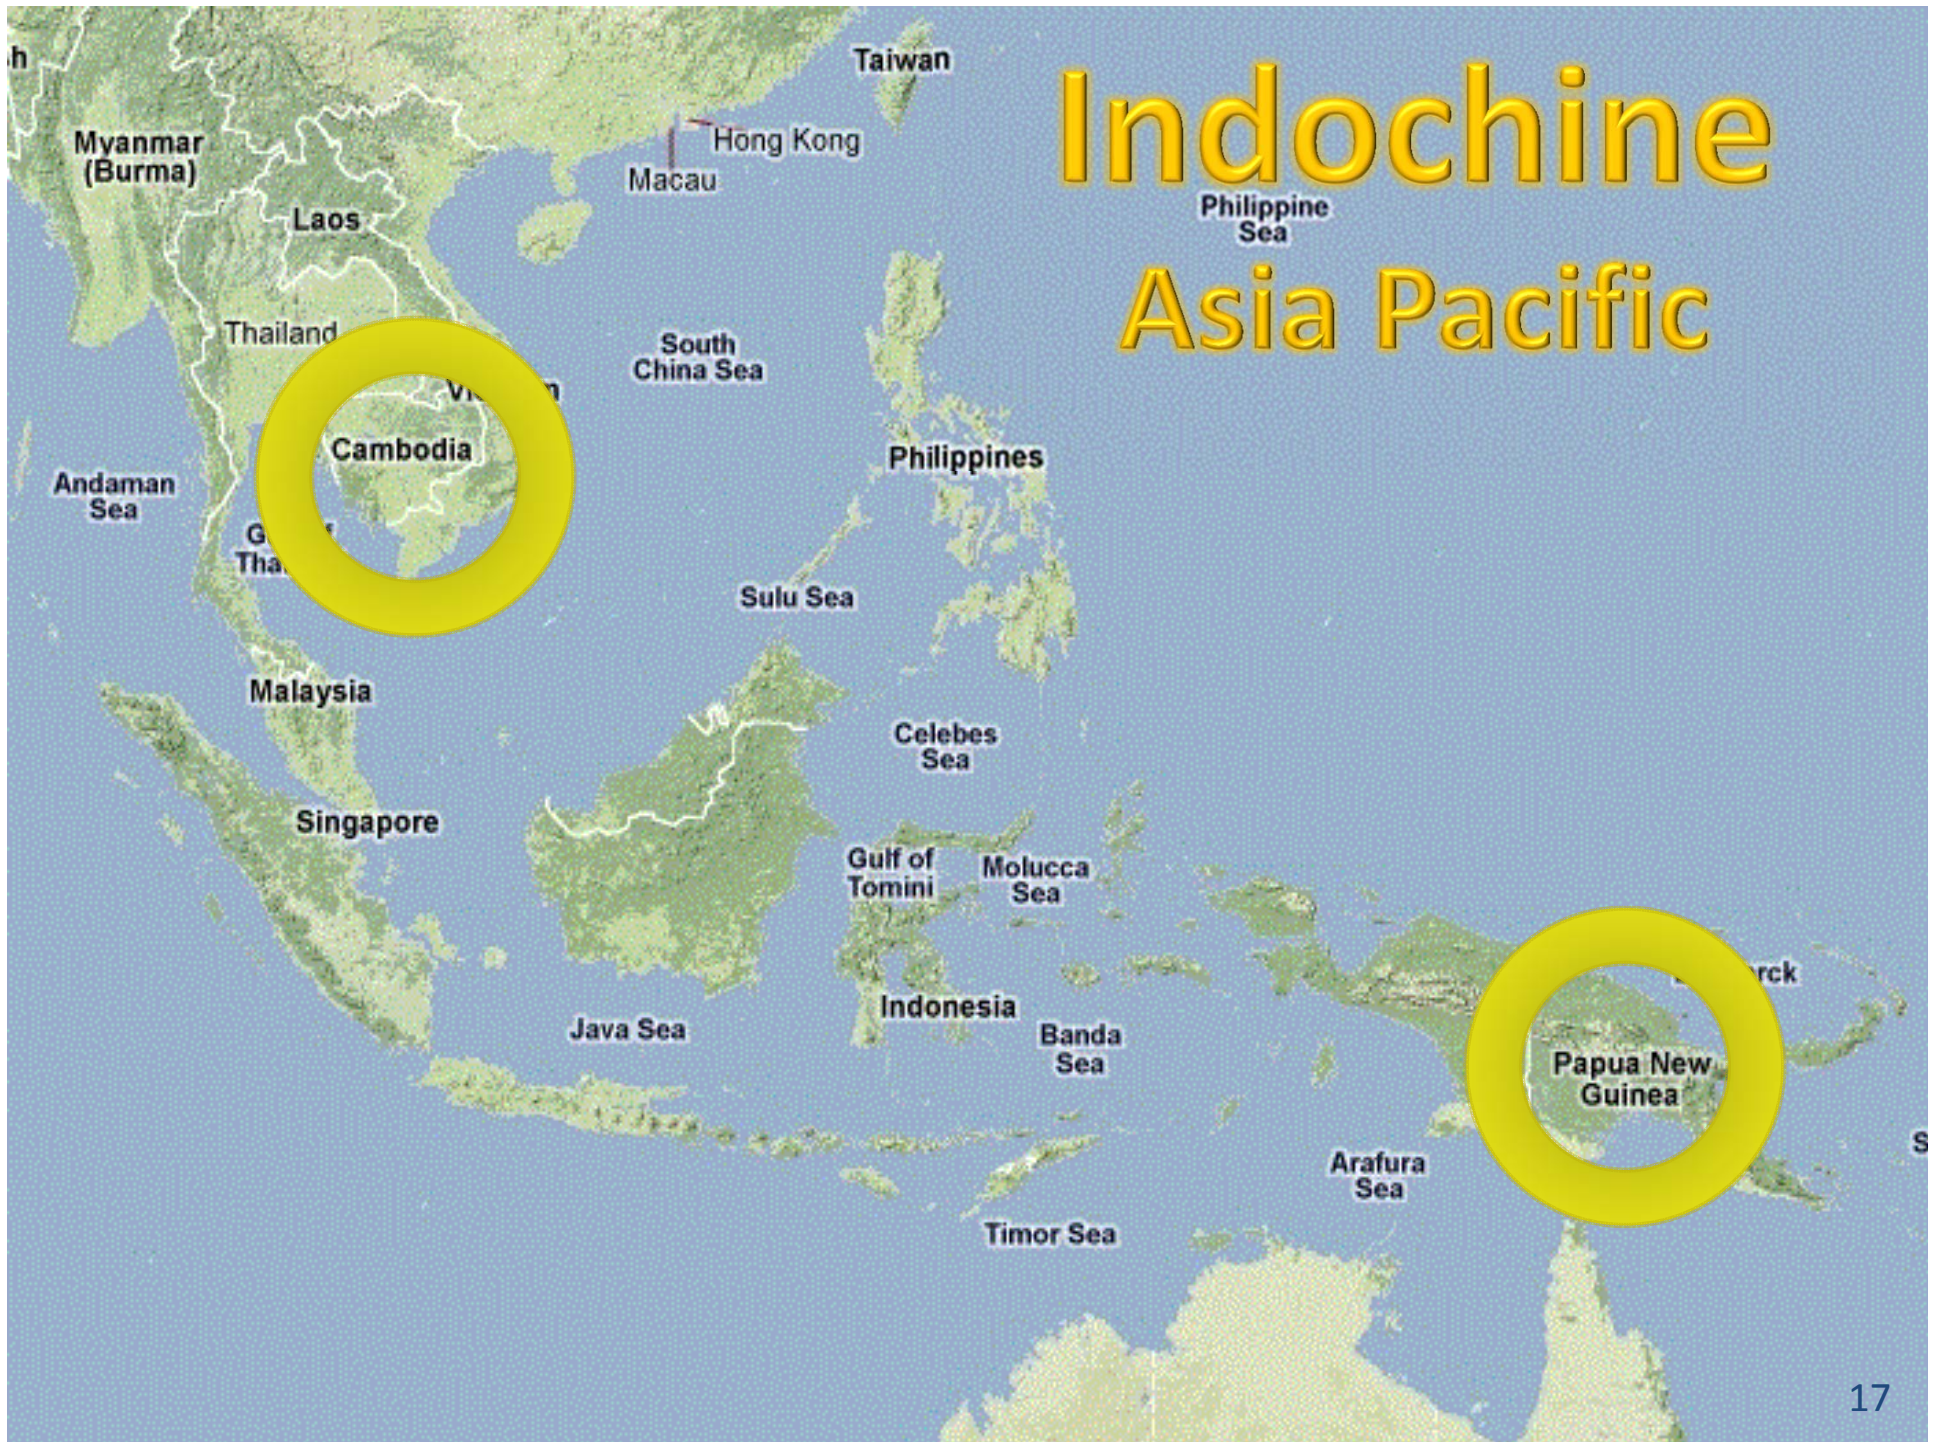 Indochine
Asia Pacific
Taiwan
Hong Kong
Macau
Myanmar
(Burma)
Laos
Philippine
Sea
Thailand
South
China Sea
Cambodia
Philippines
Andaman
Sea
Sulu Sea
Malaysia
Celebes
Sea
Singapore
Gulf of
Tomini
Molucca
Sea
Indonesia
Java Sea
Banda
Sea
Papua New
Guinea
Arafura
Sea
Timor Sea
17